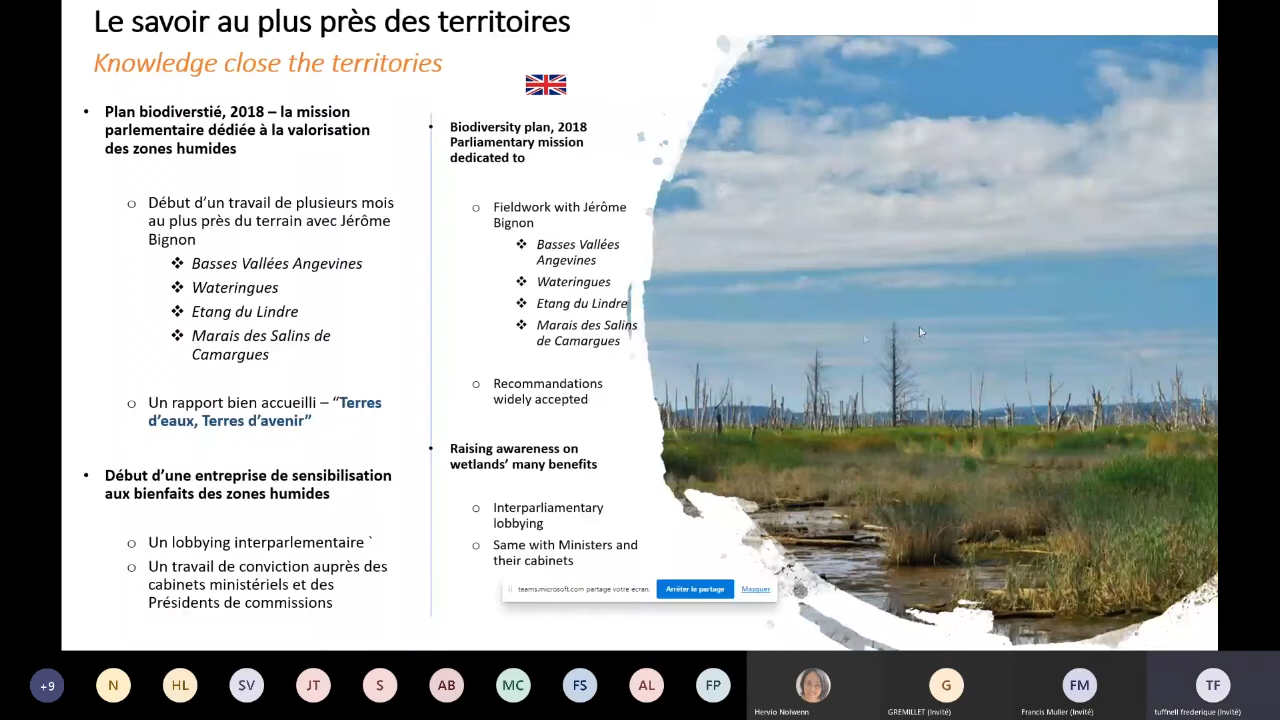 Le savoir au plus près des territoires
Knowledge close the territories
• Plan biodiverstié, 2018 – la mission
parlementaire dédiée à la valorisation
des zones humides
o Début d'un travail de plusieurs mois
au plus près du terrain avec Jérôme
Bignon
❖ Basses Vallées Angevines
❖ Wateringues
❖ Etang du Lindre
❖ Marais des Salins de
Camargues
o Un rapport bien accueilli – "Terres
d'eaux, Terres d'avenir"
• Début d'une entreprise de sensibilisation
aux bienfaits des zones humides
o Un lobbying interparlementaire `
o Un travail de conviction auprès des
cabinets ministériels et des
Présidents de commissions
• Biodiversity plan, 2018
Parliamentary mission
dedicated to
o Fieldwork with Jérôme
Bignon
❖ Basses Vallées
Angevines
❖ Wateringues
❖ Etang du Lindre
❖ Marais des Salins
de Camargues
o Recommandations
widely accepted
• Raising awareness on
wetlands' many benefits
o Interparliamentary
lobbying
o Same with Ministers and
their cabinets
teams.microsoft.com partage votre écran. Arrêter le partage Masquer
+9 N HL SV JT S AB MC FS AL FP G FM TF
Hervio Nolwenn GREMILLET (Invité) Francis Muller (Invité) tuffnell frederique (Invité)